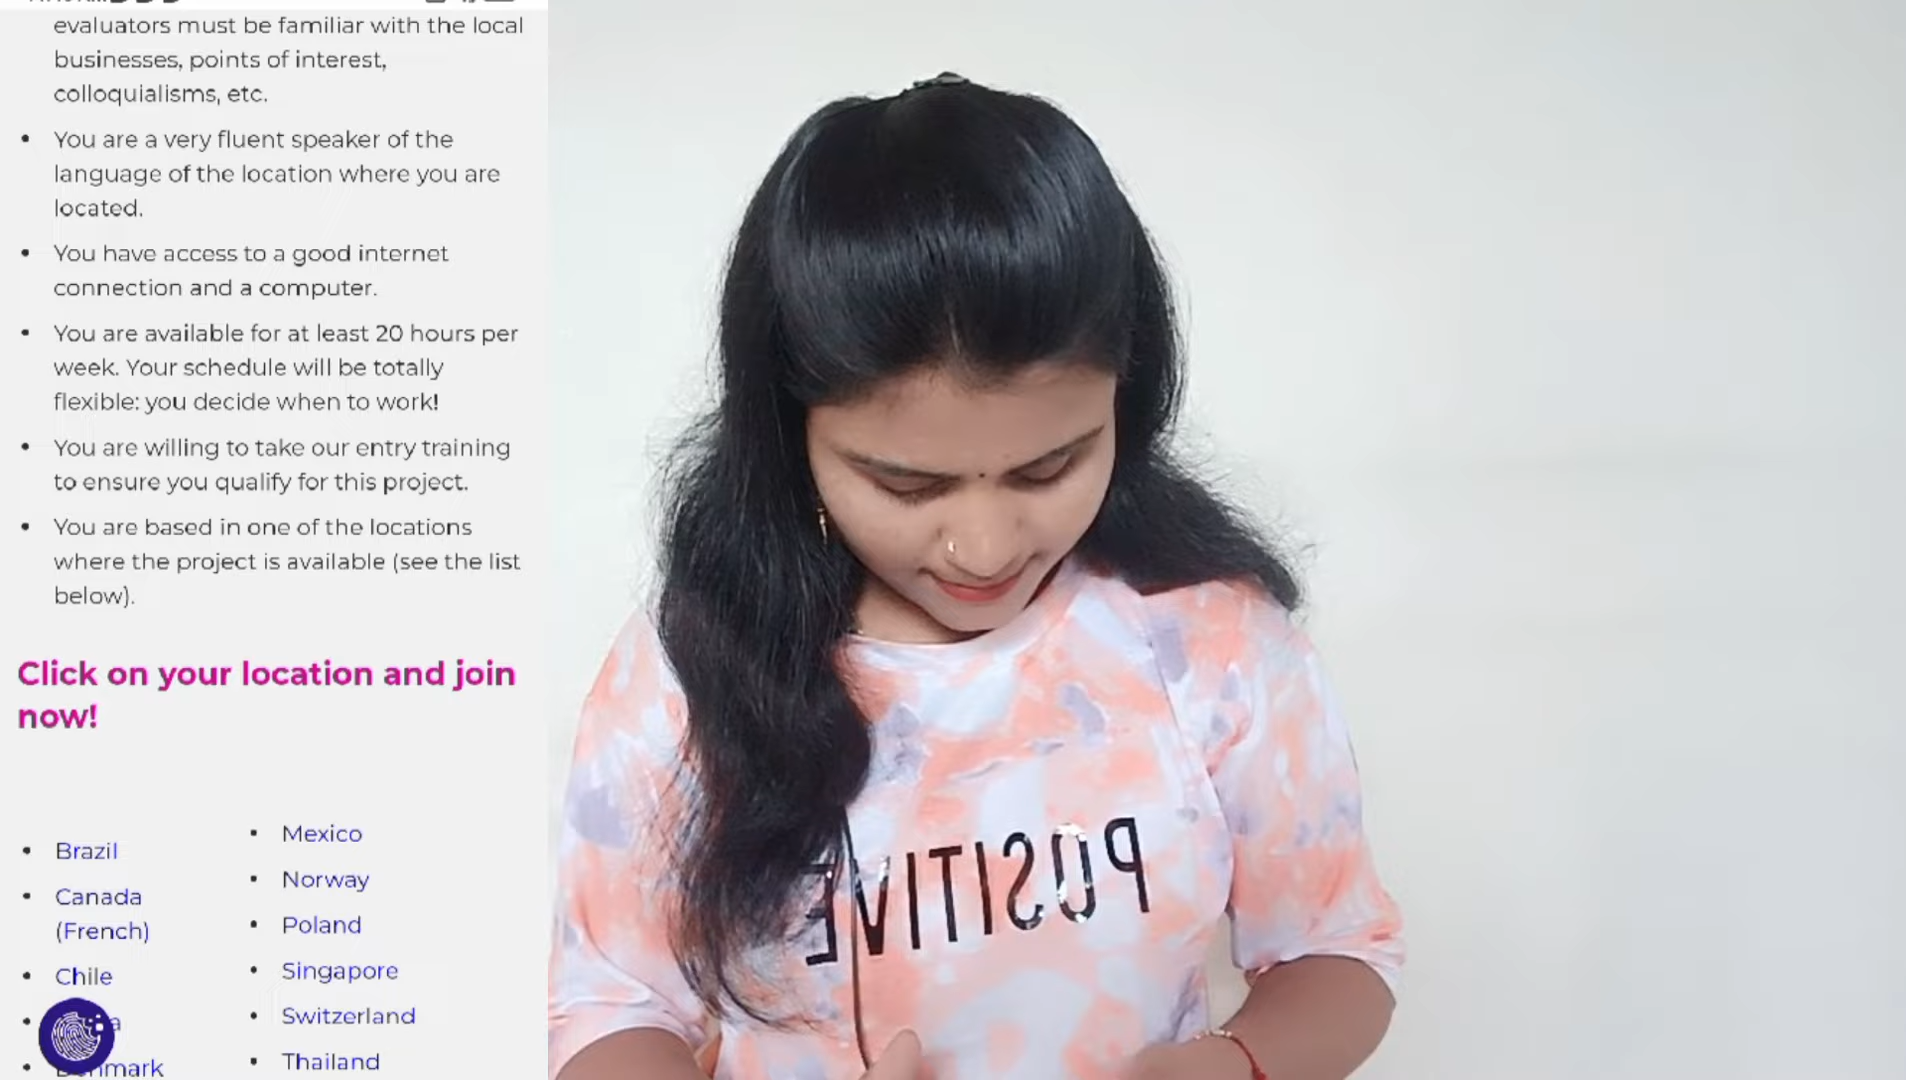 evaluators must be familiar with the local
businesses, points of interest,
colloquialisms, etc.
• You are a very fluent speaker of the
language of the location where you are
located.
• You have access to a good internet
connection and a computer.
• You are available for at least 20 hours per
week. Your schedule will be totally
flexible: you decide when to work!
• You are willing to take our entry training
to ensure you qualify for this project.
• You are based in one of the locations
where the project is available (see the list
below).
Click on your location and join
now!
• Brazil
• Canada
(French)
• Chile
• Mexico
• Norway
• Poland
• Singapore
• Switzerland
• Thailand
POSITIVE